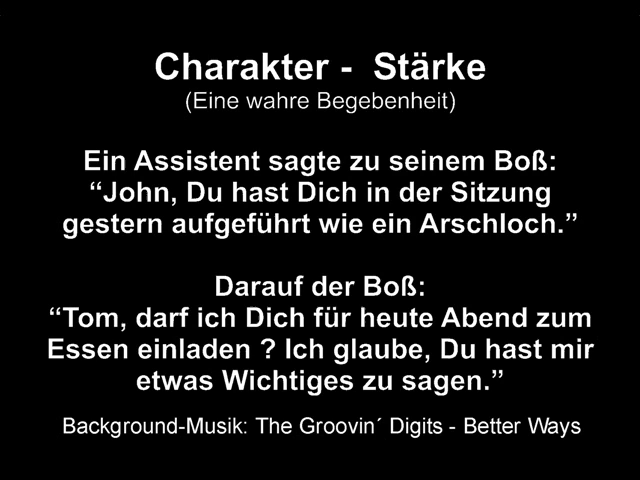 Charakter -  Stärke
(Eine wahre Begebenheit)
Ein Assistent sagte zu seinem Boß:
“John, Du hast Dich in der Sitzung
gestern aufgeführt wie ein Arschloch.”
Darauf der Boß:
“Tom, darf ich Dich für heute Abend zum
Essen einladen ? Ich glaube, Du hast mir
etwas Wichtiges zu sagen.”
Background-Musik: The Groovin´ Digits - Better Ways